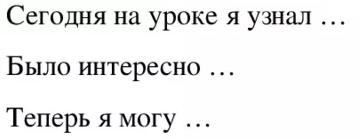 Сегодня на уроке я узнал …
Было интересно …
Теперь я могу …